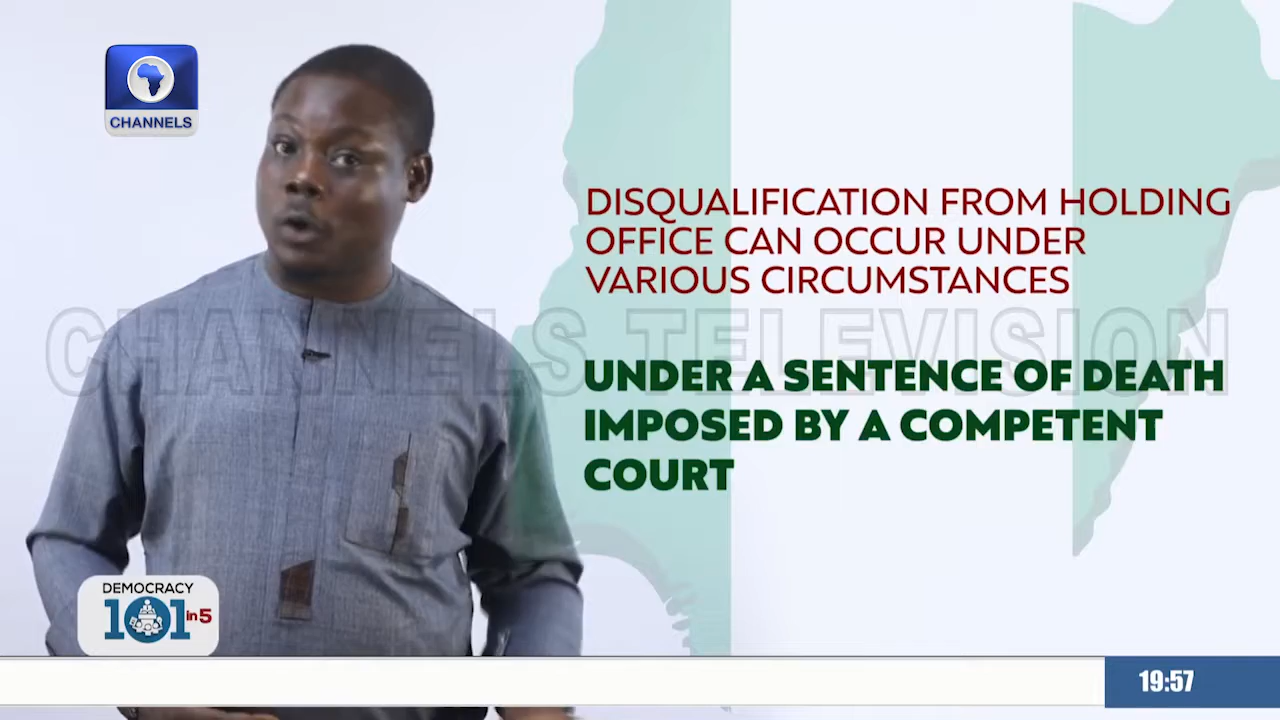 CHANNELS
DISQUALIFICATION FROM HOLDING
OFFICE CAN OCCUR UNDER
VARIOUS CIRCUMSTANCES
CHANNELS TELEVISION
UNDER A SENTENCE OF DEATH
IMPOSED BY A COMPETENT
COURT
DEMOCRACY
101 in 5
19:57